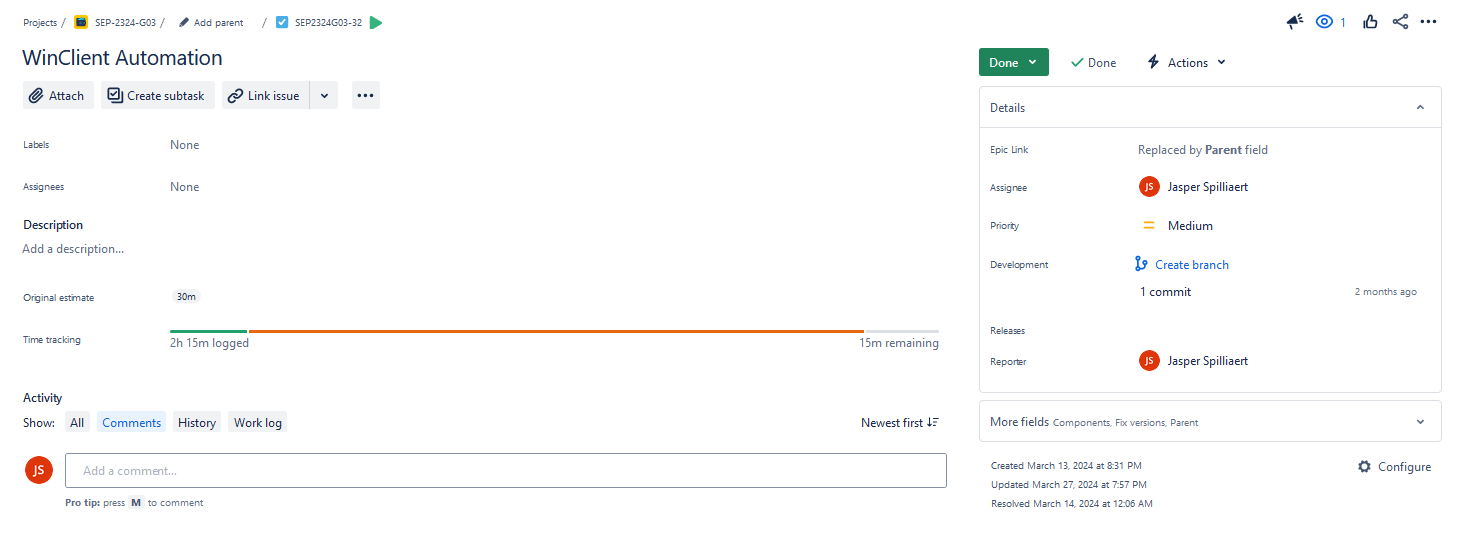 Projects / SEP-2324-G03 / Add parent / SEP2324G03-32
1
WinClient Automation
Done
Done
Actions
Attach
Create subtask
Link issue
Labels
None
Assignees
None
Description
Add a description...
Original estimate
30m
Time tracking
2h 15m logged
15m remaining
Activity
Show: All Comments History Work log
Newest first
JS
Add a comment...
Pro tip: press M to comment
Details
Epic Link
Replaced by Parent field
Assignee
JS Jasper Spilliaert
Priority
Medium
Development
Create branch
1 commit
2 months ago
Releases
Reporter
JS Jasper Spilliaert
More fields Components, Fix versions, Parent
Created March 13, 2024 at 8:31 PM
Configure
Updated March 27, 2024 at 7:57 PM
Resolved March 14, 2024 at 12:06 AM